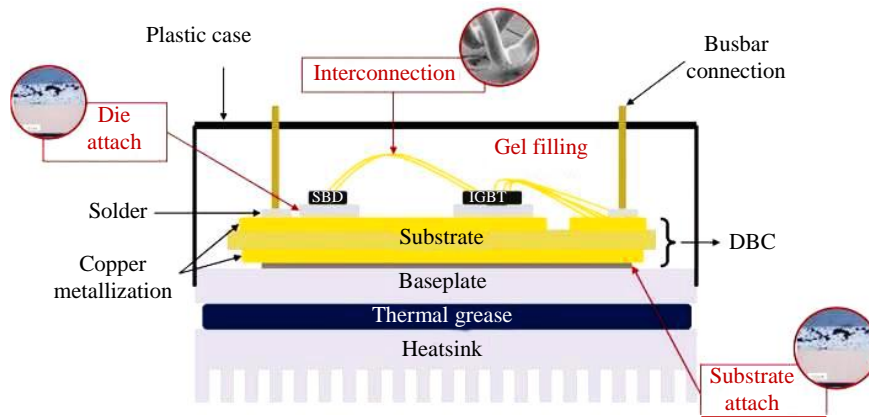 Plastic case
Interconnection
Busbar
connection
Die
attach
Gel filling
SBD
IGBT
Solder
Substrate
DBC
Copper
metallization
Baseplate
Thermal grease
Heatsink
Substrate
attach